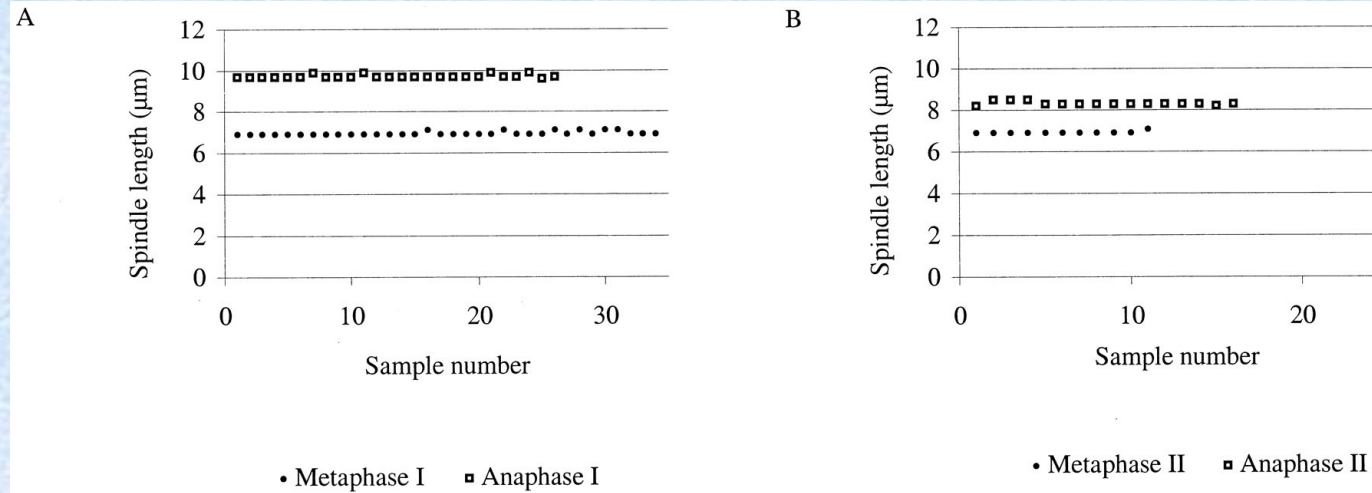 A
12
10
8
6
4
2
0
Spindle length (µm)
0 10 20 30
Sample number
• Metaphase I ▫ Anaphase I
B
12
10
8
6
4
2
0
Spindle length (µm)
0 10 20
Sample number
• Metaphase II ▫ Anaphase II